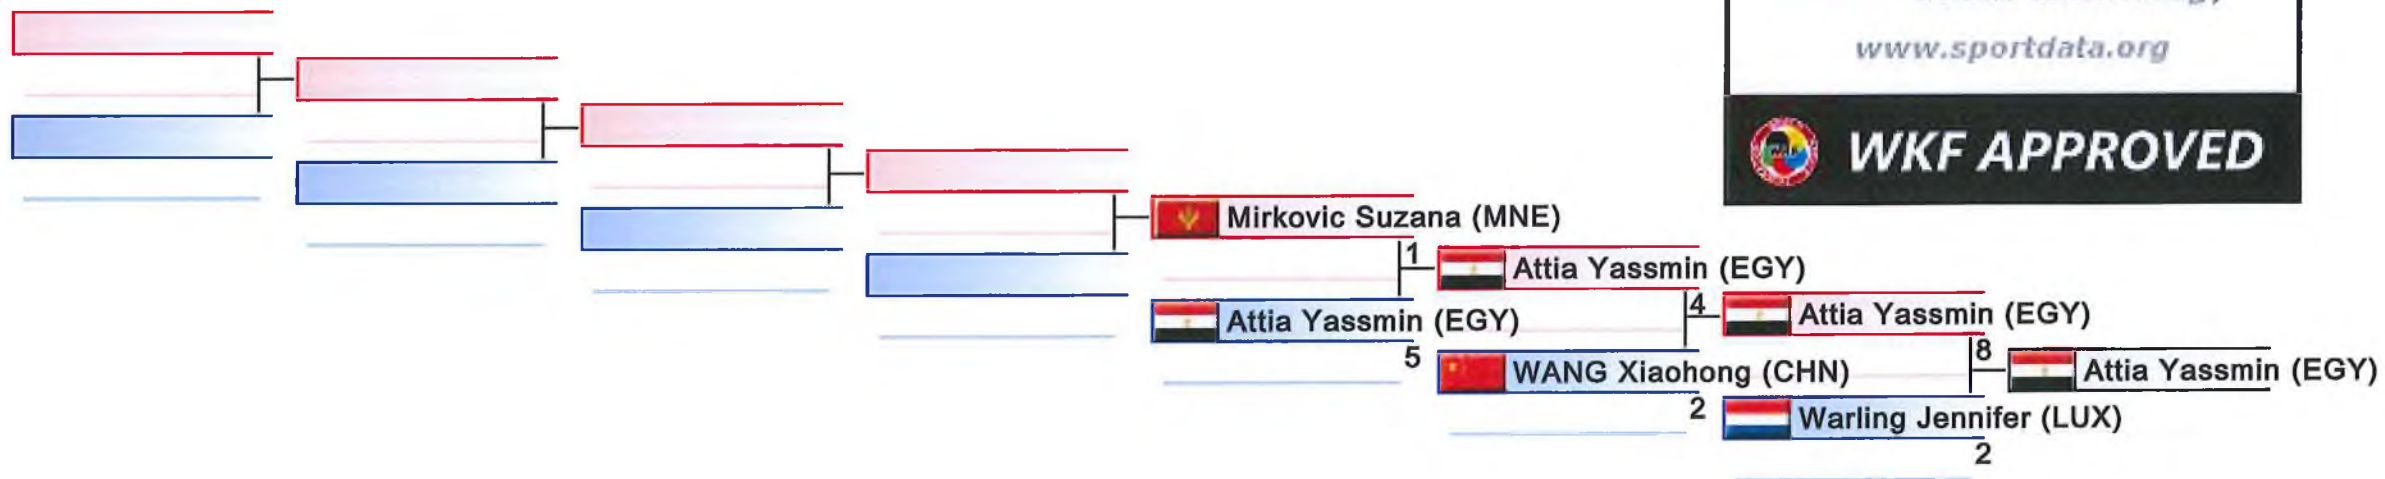 www.sportdata.org
WKF APPROVED
Mirkovic Suzana (MNE)
1
Attia Yassmin (EGY)
Attia Yassmin (EGY)
5
4
Attia Yassmin (EGY)
WANG Xiaohong (CHN)
2
8
Attia Yassmin (EGY)
Warling Jennifer (LUX)
2